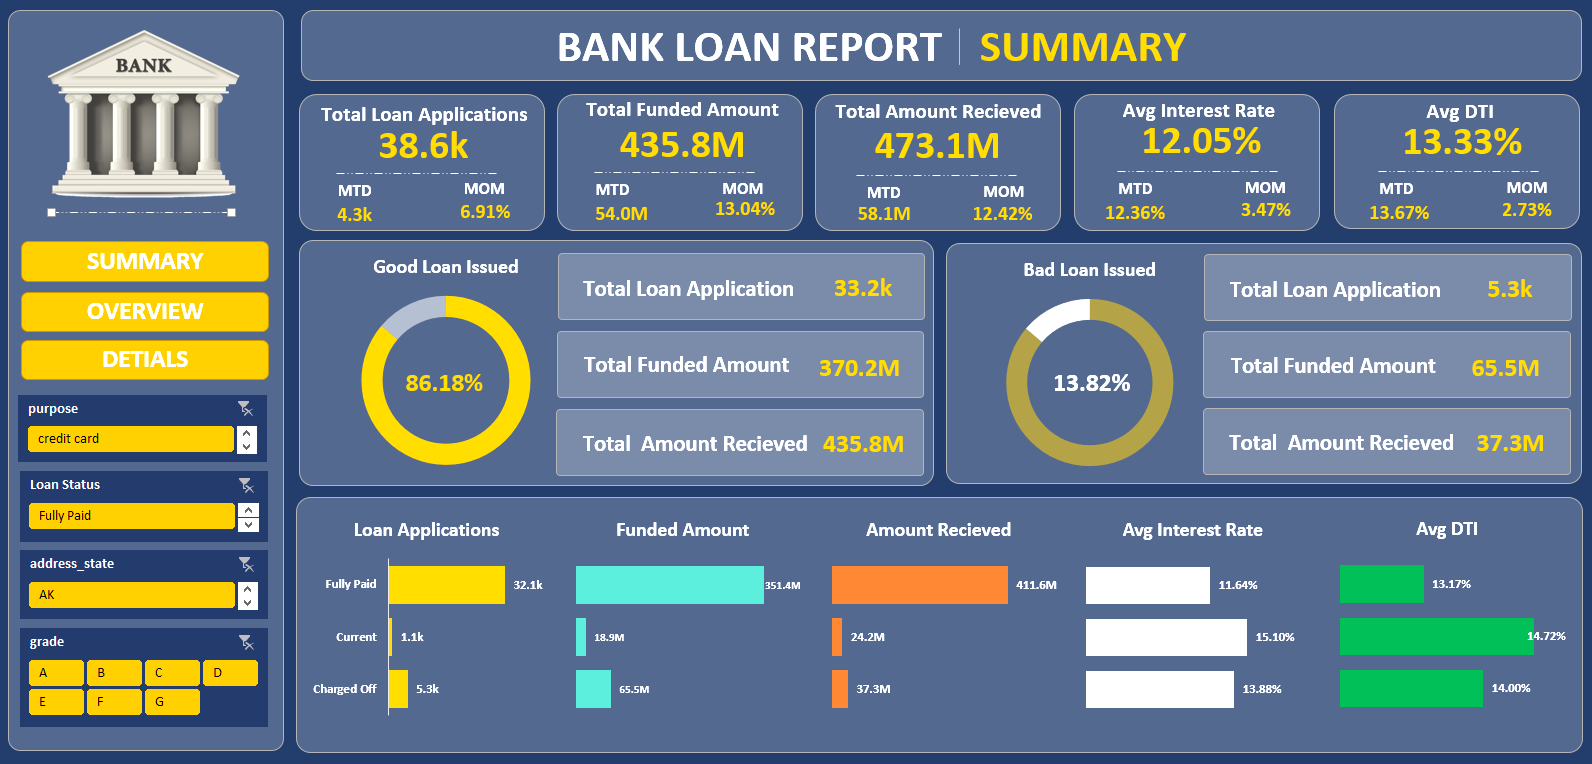 BANK
SUMMARY
OVERVIEW
DETIALS
purpose
credit card
Loan Status
Fully Paid
address_state
AK
grade
A B C D
E F G
BANK LOAN REPORT | SUMMARY
Total Loan Applications
38.6k
MTD MOM
4.3k 6.91%
Total Funded Amount
435.8M
MTD MOM
54.0M 13.04%
Total Amount Recieved
473.1M
MTD MOM
58.1M 12.42%
Avg Interest Rate
12.05%
MTD MOM
12.36% 3.47%
Avg DTI
13.33%
MTD MOM
13.67% 2.73%
Good Loan Issued
86.18%
Total Loan Application 33.2k
Total Funded Amount 370.2M
Total  Amount Recieved 435.8M
Bad Loan Issued
13.82%
Total Loan Application 5.3k
Total Funded Amount 65.5M
Total  Amount Recieved 37.3M
Loan Applications Funded Amount Amount Recieved Avg Interest Rate Avg DTI
Fully Paid 32.1k 351.4M 411.6M 11.64% 13.17%
Current 1.1k 18.9M 24.2M 15.10% 14.72%
Charged Off 5.3k 65.5M 37.3M 13.88% 14.00%